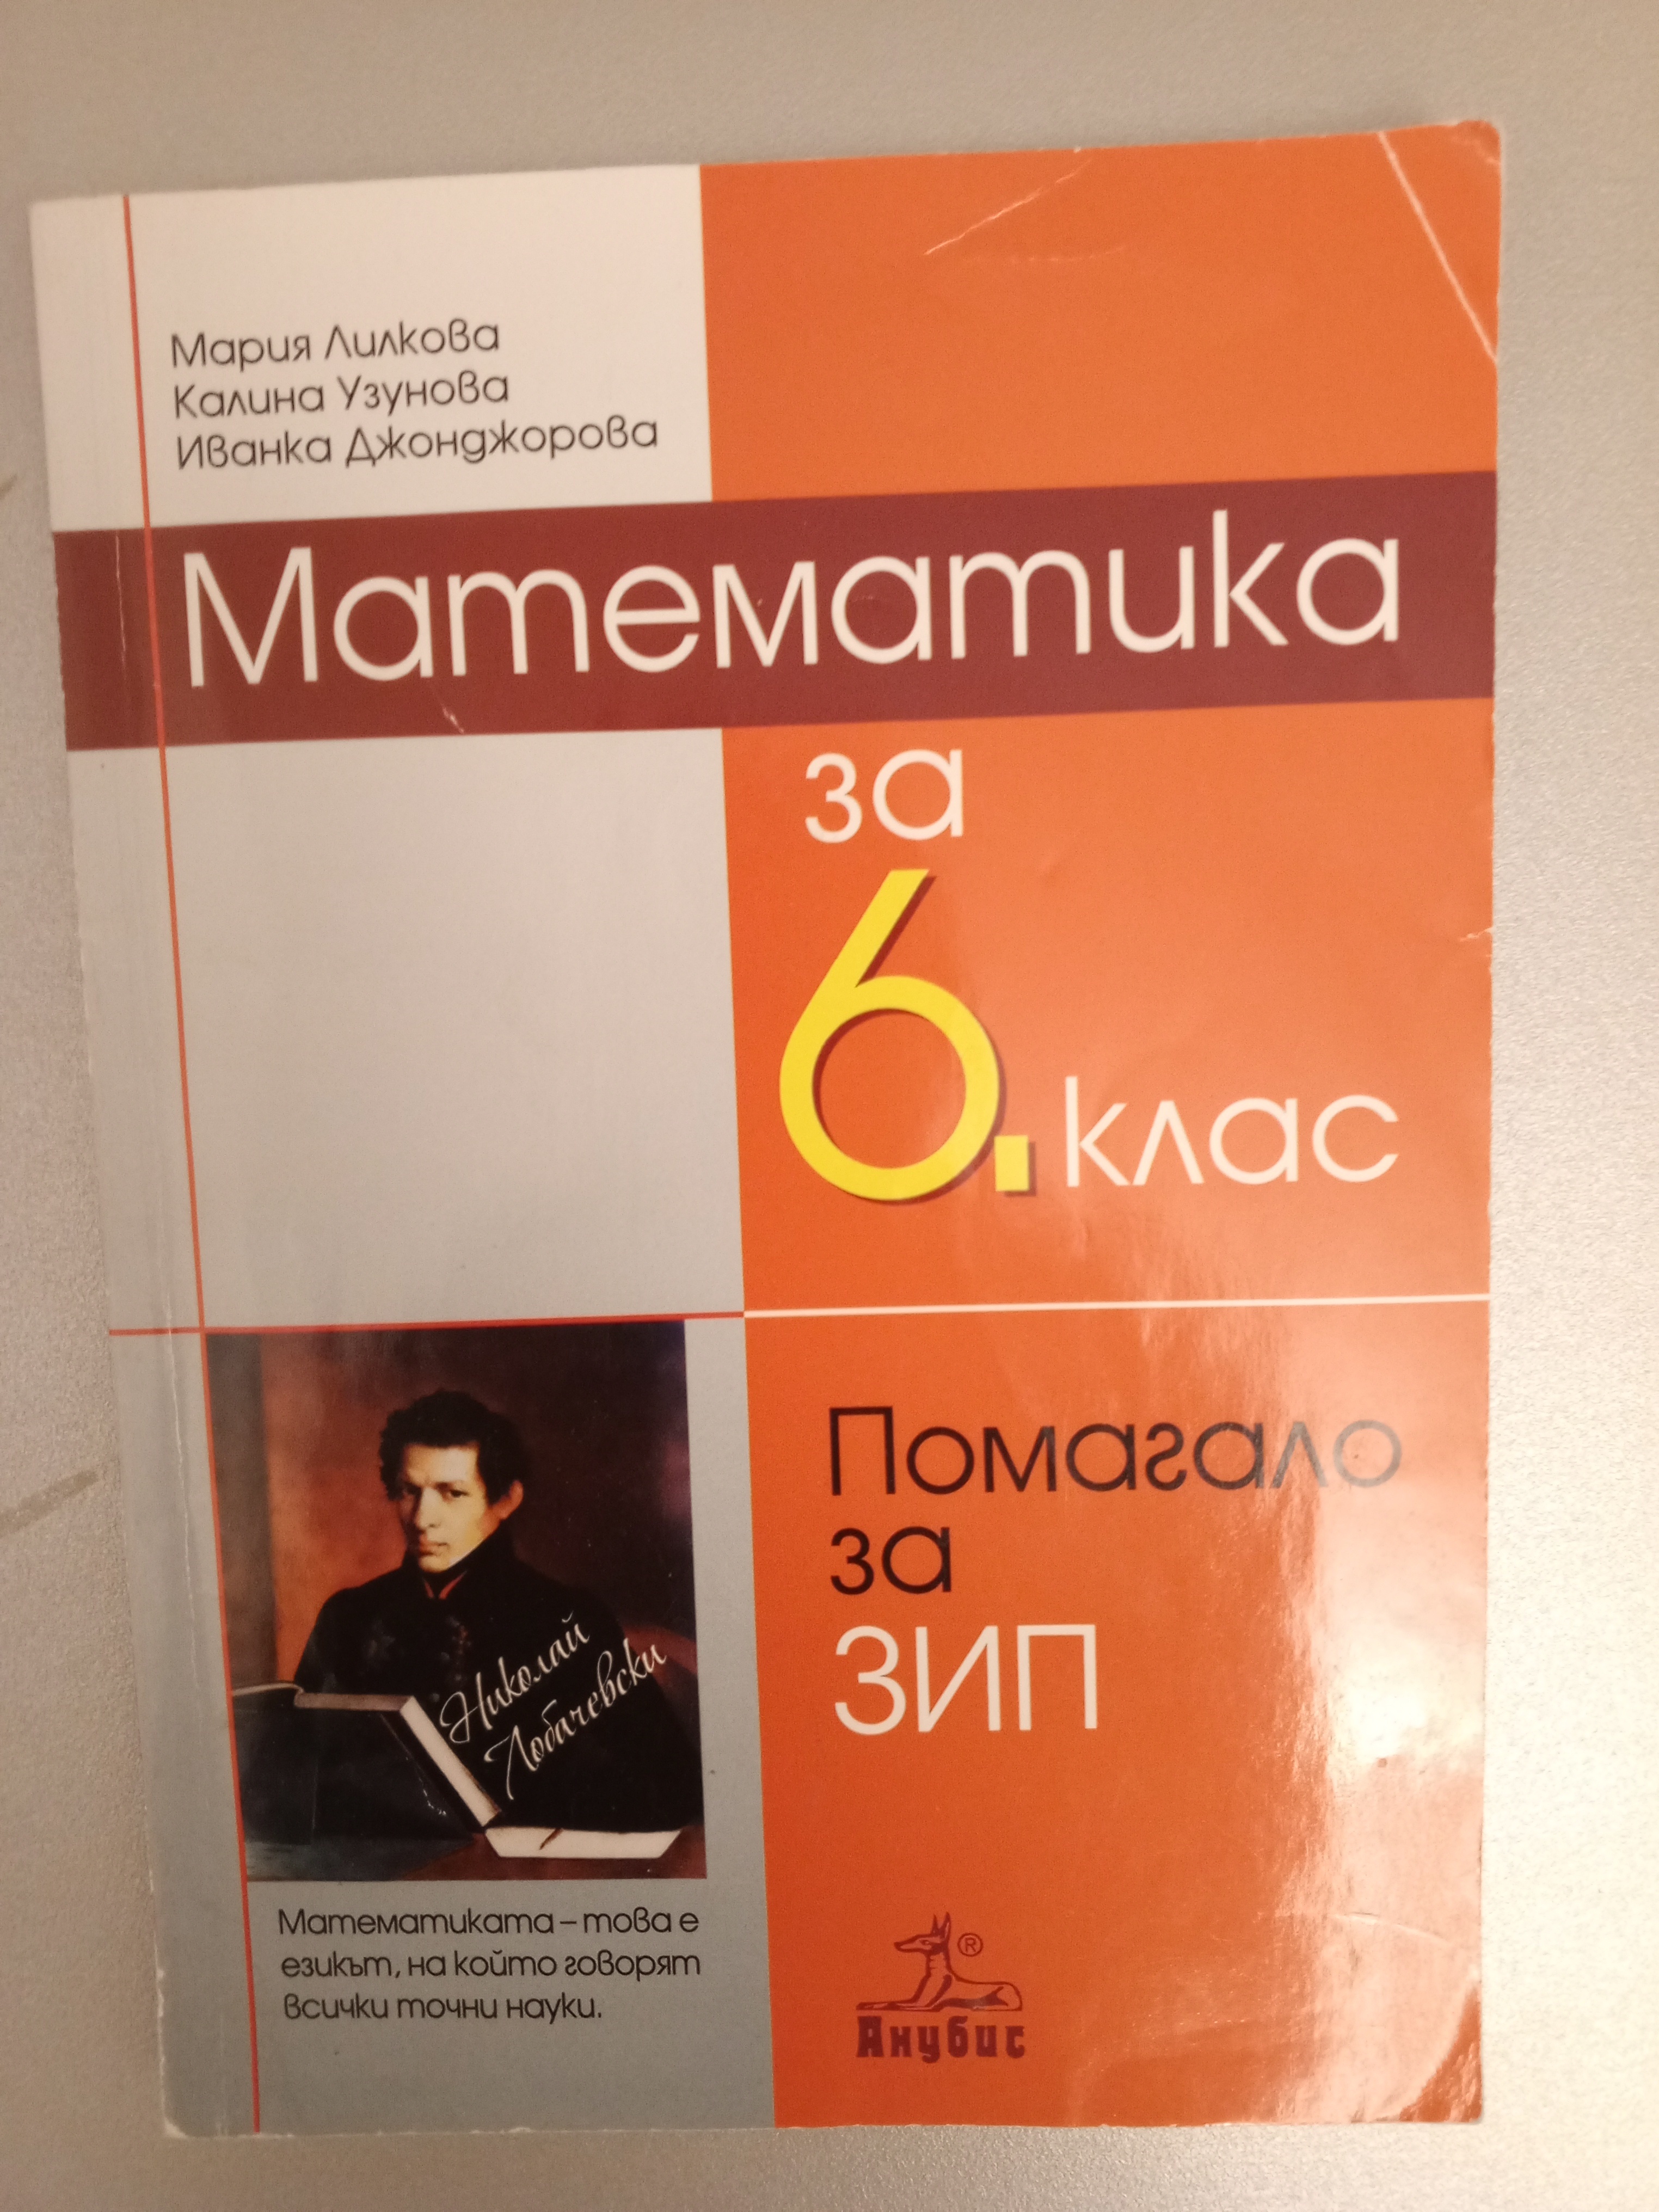 Мария Лилкова
Калина Узунова
Иванка Джонджорова
Математика
за
6. клас
Помагало
за
ЗИП
Николай
Лобачевски
Математиката – това е
езикът, на който говорят
всички точни науки.
®
Анубис